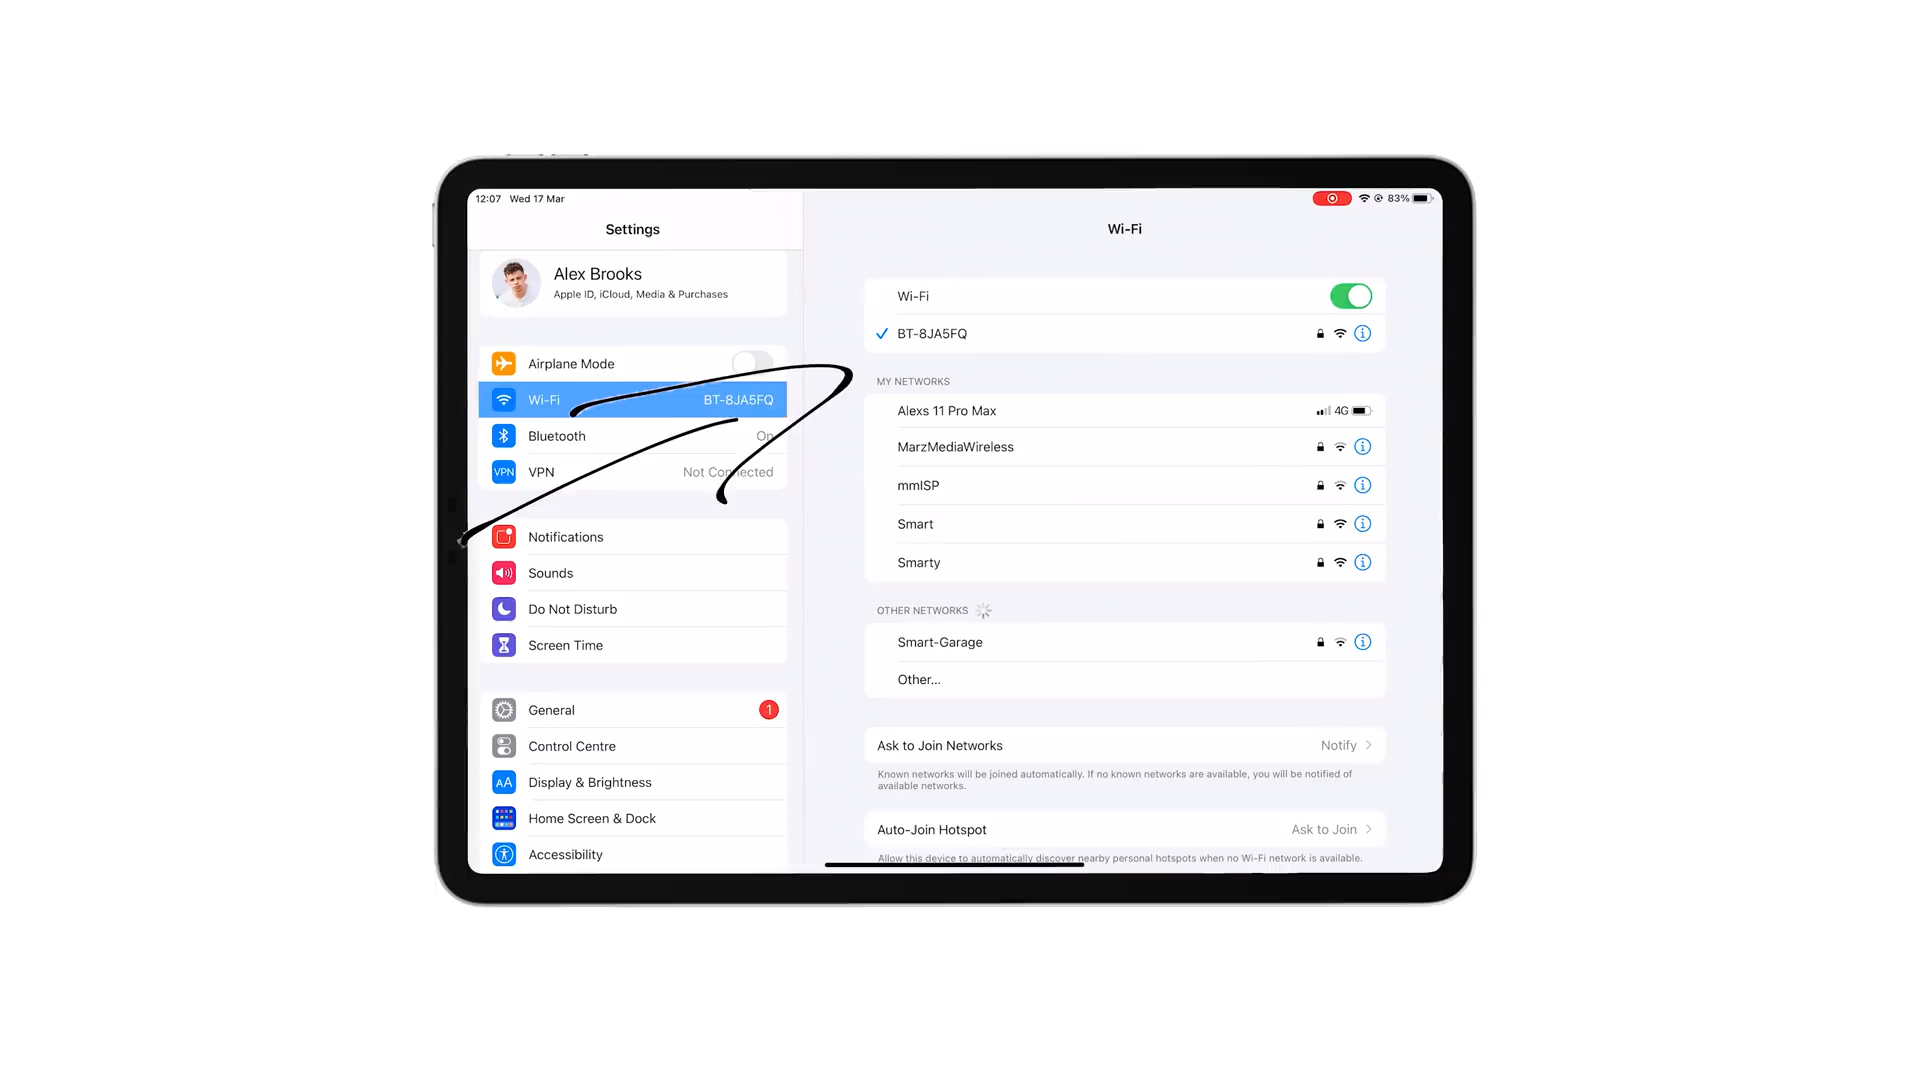 12:07 Wed 17 Mar
83%
Settings
Alex Brooks
Apple ID, iCloud, Media & Purchases
Airplane Mode
Wi-Fi BT-8JA5FQ
Bluetooth On
VPN VPN Not Connected
Notifications
Sounds
Do Not Disturb
Screen Time
General 1
Control Centre
AA Display & Brightness
Home Screen & Dock
Accessibility
Wi-Fi
Wi-Fi
BT-8JA5FQ
MY NETWORKS
Alexs 11 Pro Max 4G
MarzMediaWireless
mmISP
Smart
Smarty
OTHER NETWORKS
Smart-Garage
Other...
Ask to Join Networks Notify
Known networks will be joined automatically. If no known networks are available, you will be notified of
available networks.
Auto-Join Hotspot Ask to Join
Allow this device to automatically discover nearby personal hotspots when no Wi-Fi network is available.